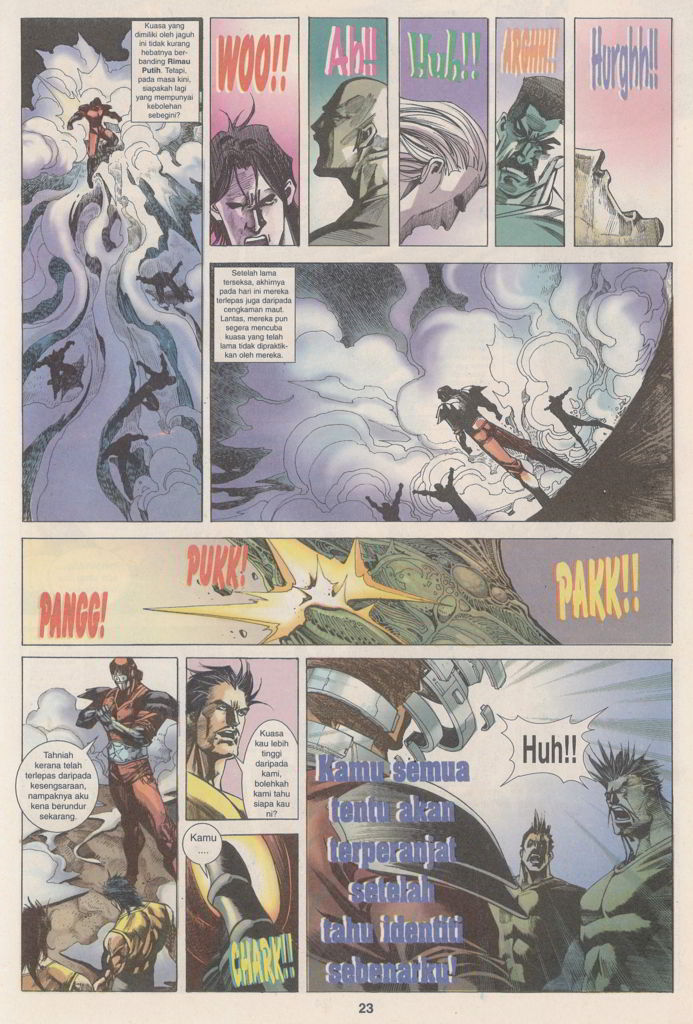 Kuasa yang
dimiliki oleh jaguh
ini tidak kurang
hebatnya ber-
banding Rimau
Putih. Tetapi,
pada masa kini,
siapakah lagi
yang mempunyai
kebolehan
sebegini?
WOO!!
Ah!!
Huh!!
ARGHH!!
Hurghh!!
Setelah lama
terseksa, akhirnya
pada hari ini mereka
terlepas juga daripada
cengkaman maut.
Lantas, mereka pun
segera mencuba
kuasa yang telah
lama tidak dipraktik-
kan oleh mereka.
PANGG!
PUKK!
PAKK!!
Tahniah
kerana telah
terlepas daripada
kesengsaraan,
nampaknya aku
kena berundur
sekarang.
Kuasa
kau lebih
tinggi
daripada
kami,
bolehkah
kami tahu
siapa kau
ni?
Kamu
....
CHARK!!
Huh!!
Kamu semua
tentu akan
terperanjat
setelah
tahu identiti
sebenarku!
23